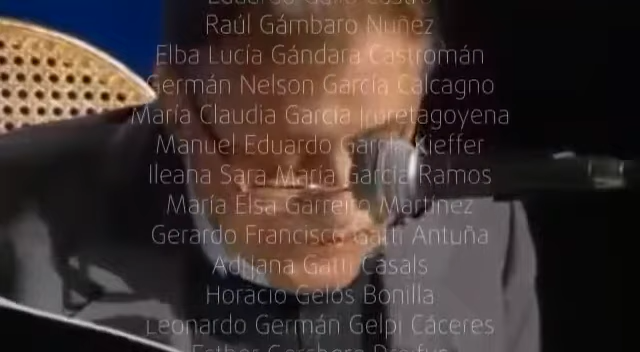 Raúl Gámbaro Nuñez
Elba Lucía Gándara Castromán
Germán Nelson García Calcagno
María Claudia García Iruretagoyena
Manuel Eduardo García Kieffer
Ileana Sara María García Ramos
María Elsa Garreiro Martínez
Gerardo Francisco Gatti Antuña
Adriana Gatti Casals
Horacio Gelós Bonilla
Leonardo Germán Gelpi Cáceres